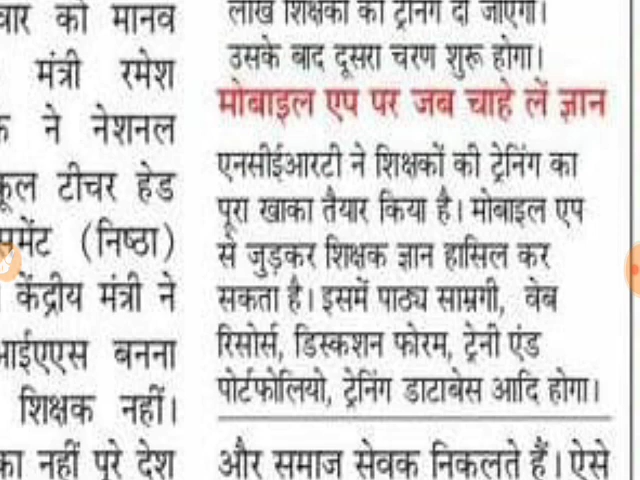 वार को मानव
मंत्री रमेश
ने नेशनल
टीचर हेड
(निष्ठा)
केंद्रीय मंत्री ने
आईएएस बनना
शिक्षक नहीं।
का नहीं पूरे देश
लाख शिक्षकों को ट्रेनिंग दी जाएगी।
उसके बाद दूसरा चरण शुरू होगा।
मोबाइल एप पर जब चाहे लें ज्ञान
एनसीईआरटी ने शिक्षकों की ट्रेनिंग का
पूरा खाका तैयार किया है। मोबाइल एप
से जुड़कर शिक्षक ज्ञान हासिल कर
सकता है। इसमें पाठ्य साम्रगी, वेब
रिसोर्स, डिस्कशन फोरम, ट्रेनी एंड
पोर्टफोलियो, ट्रेनिंग डाटाबेस आदि होगा।
और समाज सेवक निकलते हैं। ऐसे